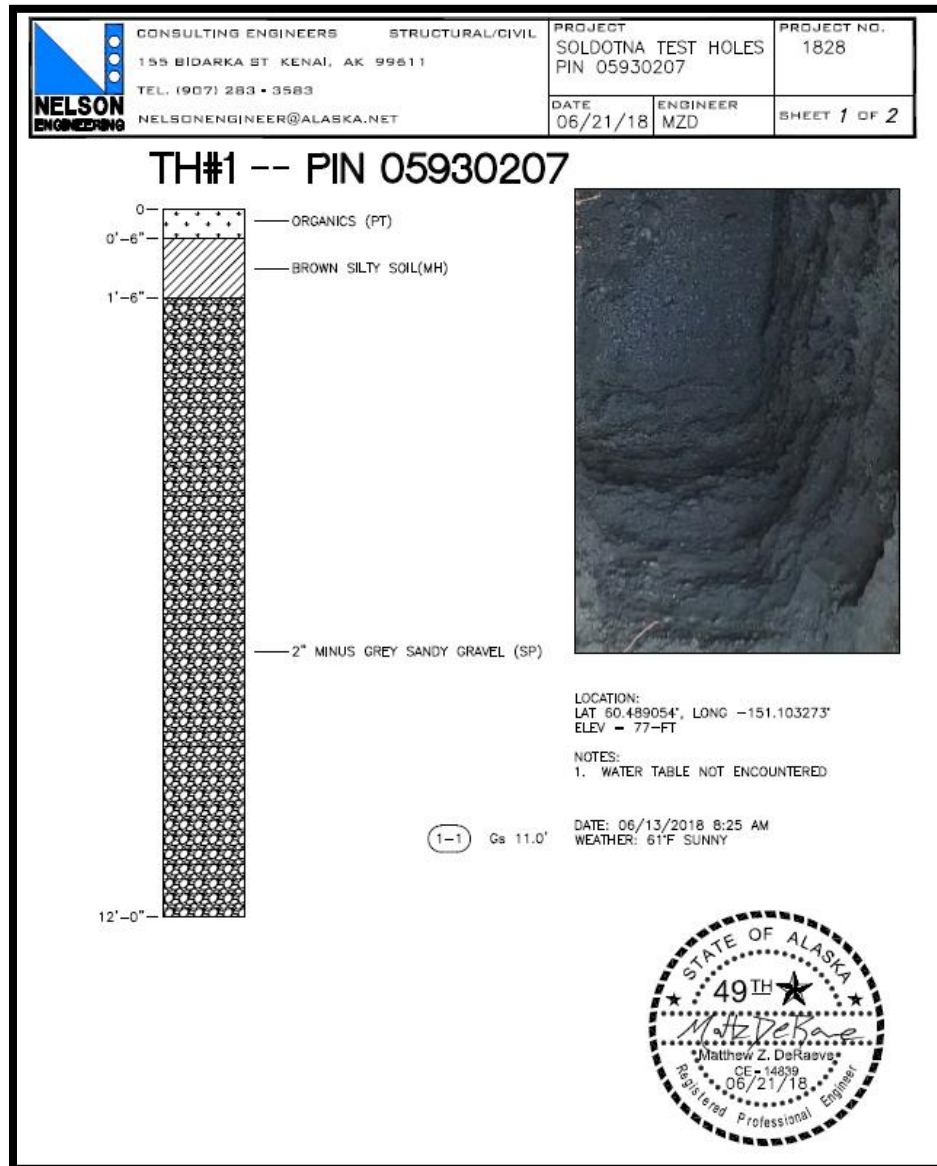 NELSON
ENGINEERING
CONSULTING ENGINEERS STRUCTURAL/CIVIL
155 BIDARKA ST KENAI, AK 99611
TEL. (907) 283 - 3583
NELSONENGINEER@ALASKA.NET
PROJECT
SOLDOTNA TEST HOLES
PIN 05930207
PROJECT NO.
1828
DATE
06/21/18
ENGINEER
MZD
SHEET 1 OF 2
TH#1 -- PIN 05930207
0
ORGANICS (PT)
0'-6"
BROWN SILTY SOIL(MH)
1'-6"
2" MINUS GREY SANDY GRAVEL (SP)
12'-0"
LOCATION:
LAT 60.489054°, LONG -151.103273°
ELEV = 77-FT
NOTES:
1. WATER TABLE NOT ENCOUNTERED
1-1 Gs 11.0'
DATE: 06/13/2018 8:25 AM
WEATHER: 61°F SUNNY
STATE OF ALASKA
49TH
Matthew Z. DeRaeve
CE-14839
06/21/18
Registered Professional Engineer